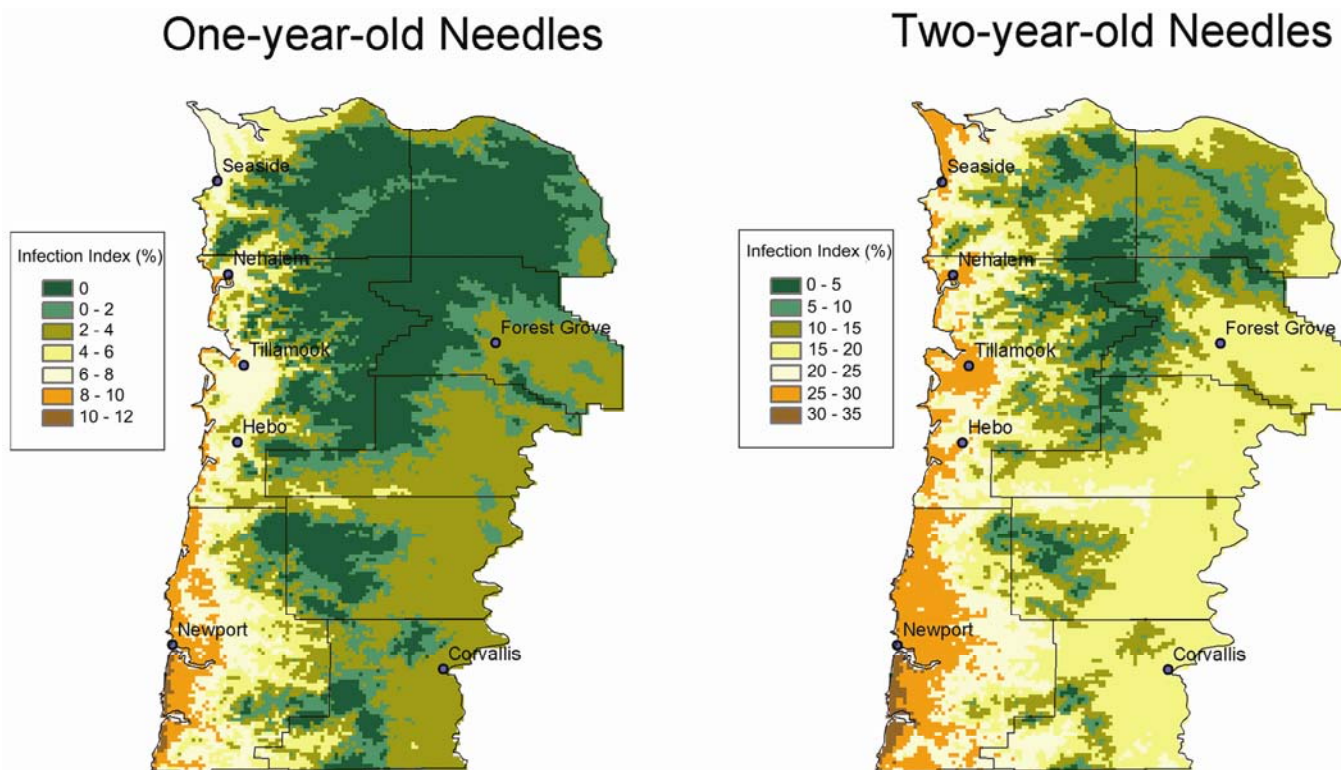 One-year-old Needles
Seaside
Infection Index (%)
0
0 - 2
2 - 4
4 - 6
6 - 8
8 - 10
10 - 12
Nehalem
Forest Grove
Tillamook
Hebo
Newport
Corvallis
Two-year-old Needles
Seaside
Infection Index (%)
0 - 5
5 - 10
10 - 15
15 - 20
20 - 25
25 - 30
30 - 35
Nehalem
Forest Grove
Tillamook
Hebo
Newport
Corvallis